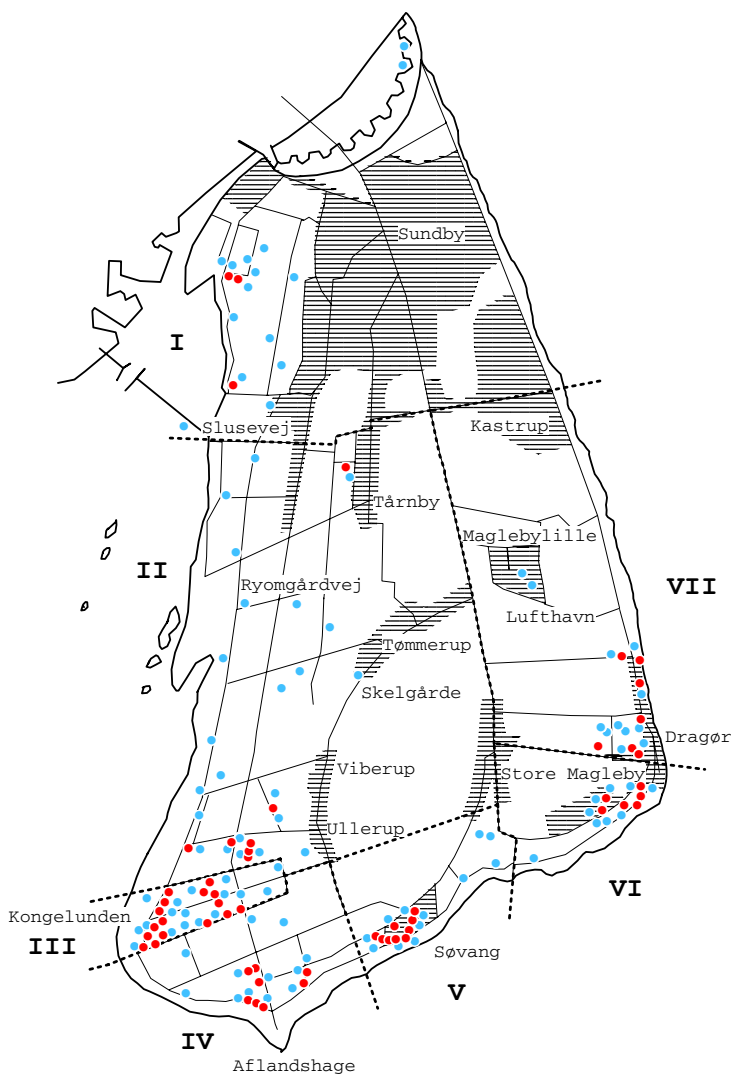 Sundby
I
Slusevej
Kastrup
Tårnby
Maglebylille
II
Ryomgårdvej
VII
Lufthavn
Tømmerup
Skelgårde
Dragør
Viberup
Store Magleby
Ullerup
VI
Kongelunden
III
Søvang
V
IV
Aflandshage